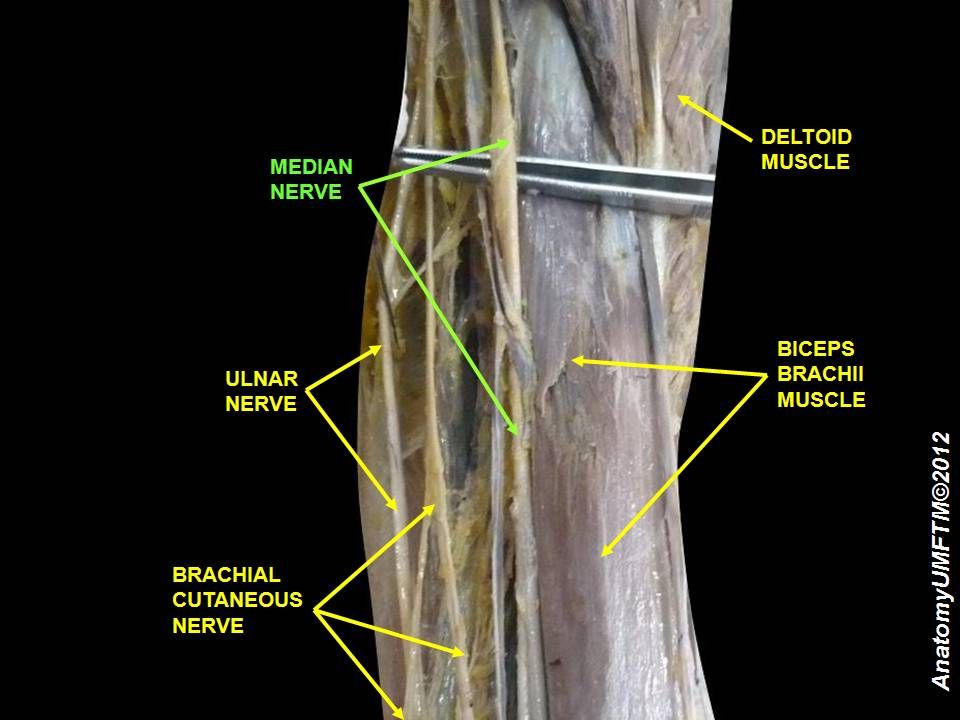 DELTOID
MUSCLE
MEDIAN
NERVE
BICEPS
BRACHII
MUSCLE
ULNAR
NERVE
BRACHIAL
CUTANEOUS
NERVE
AnatomyUMFTM©2012